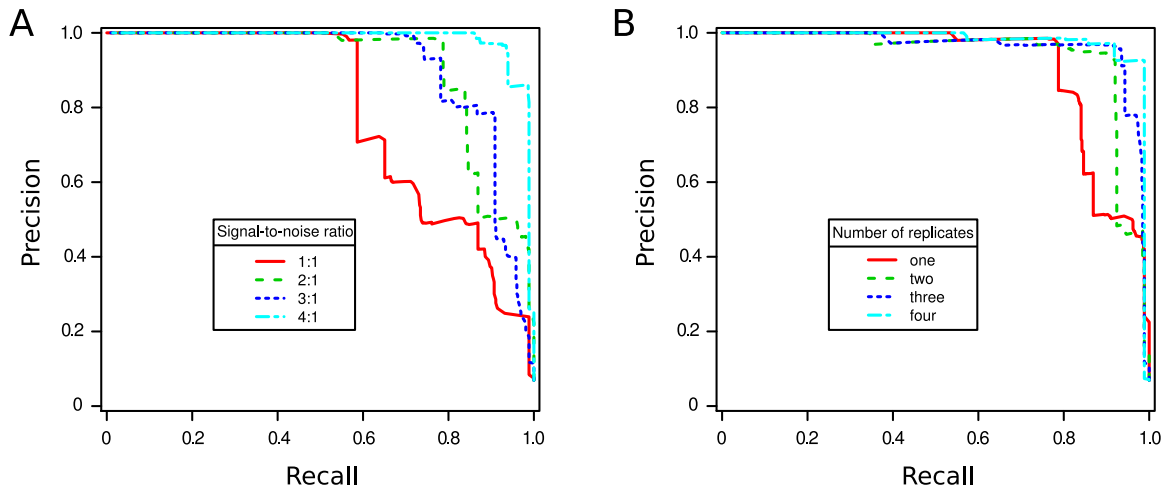 A
Precision
1.0
0.8
0.6
0.4
0.2
0
Signal-to-noise ratio
1:1
2:1
3:1
4:1
0 0.2 0.4 0.6 0.8 1.0
Recall
B
Precision
1.0
0.8
0.6
0.4
0.2
0
Number of replicates
one
two
three
four
0 0.2 0.4 0.6 0.8 1.0
Recall